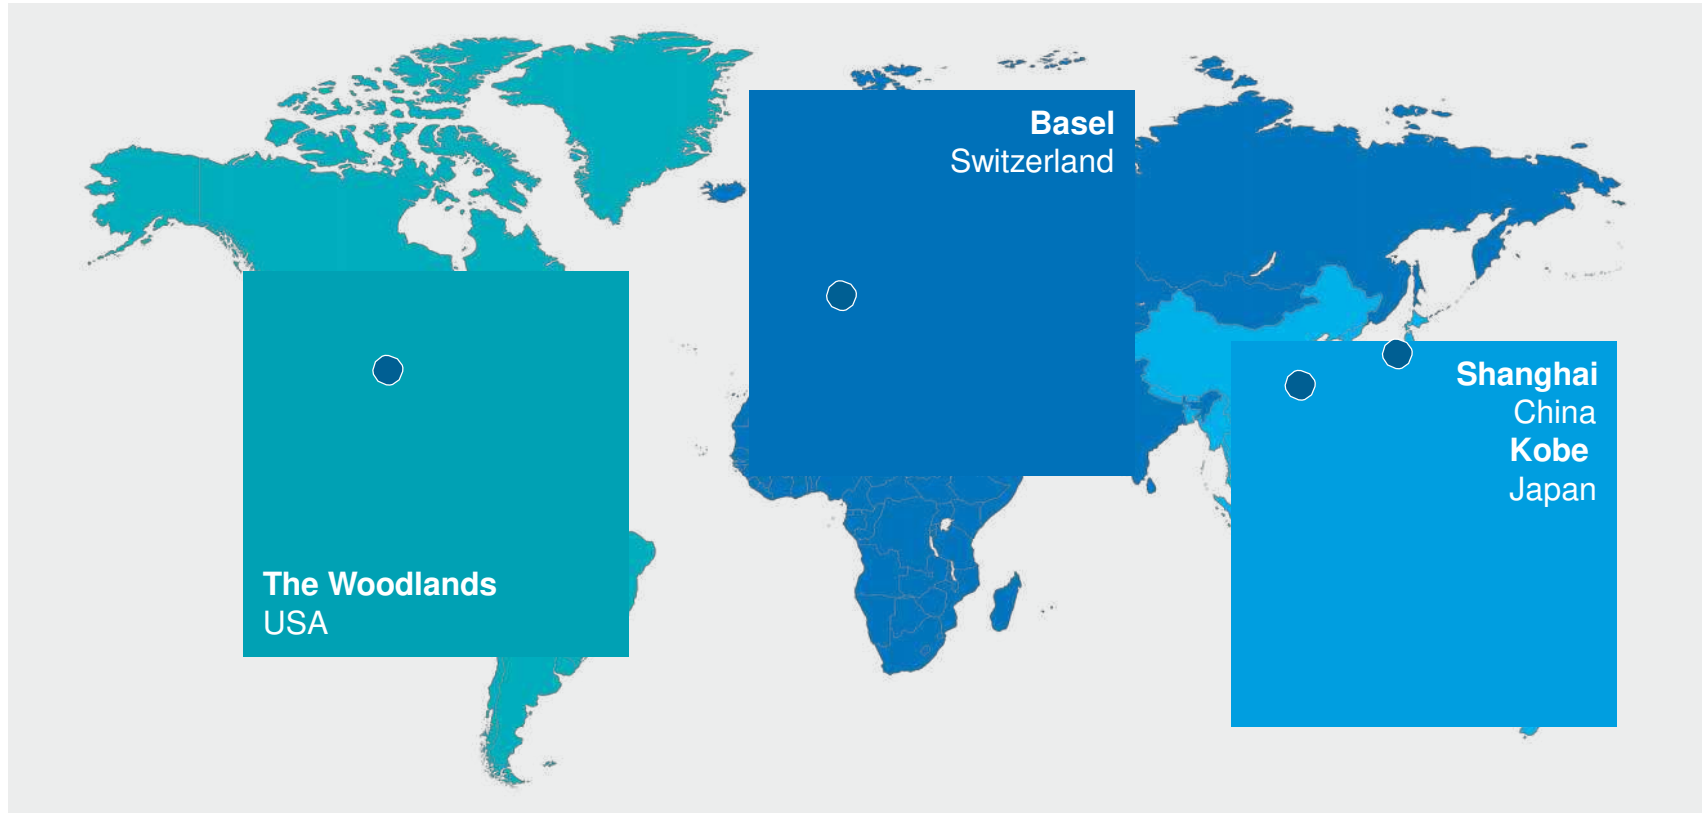 Basel
Switzerland
The Woodlands
USA
Shanghai
China
Kobe
Japan